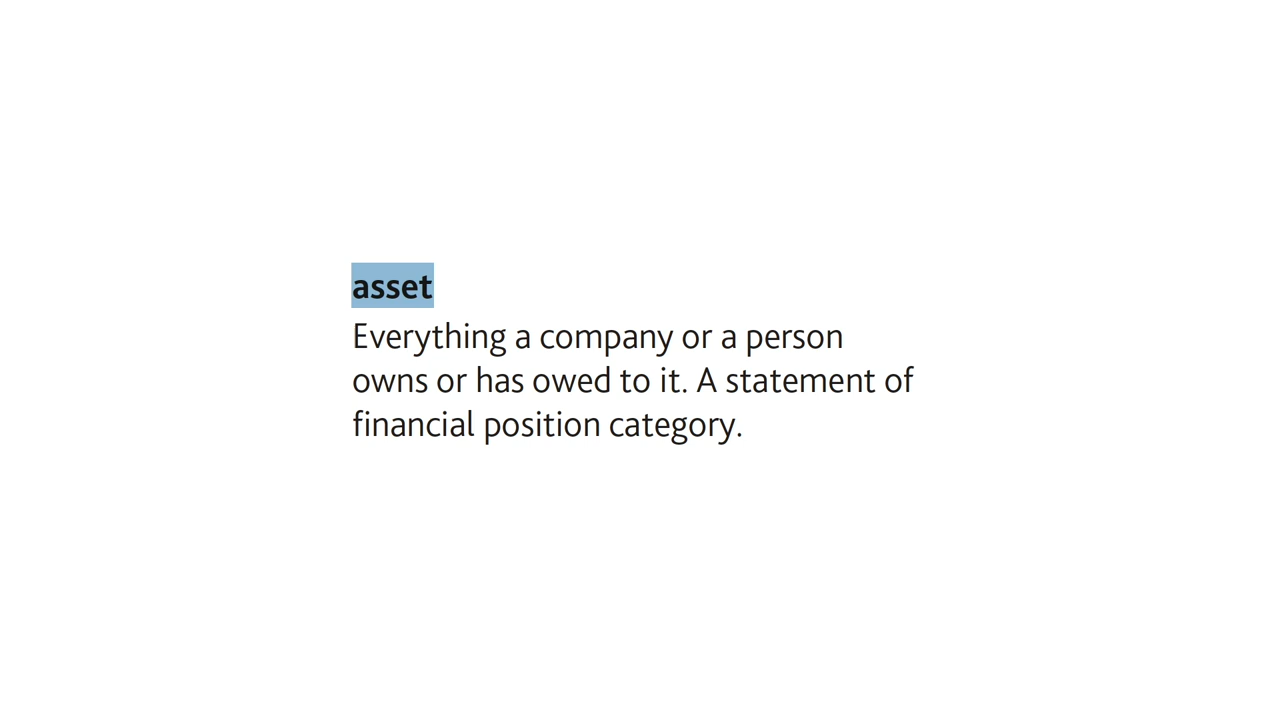 asset
Everything a company or a person
owns or has owed to it. A statement of
financial position category.